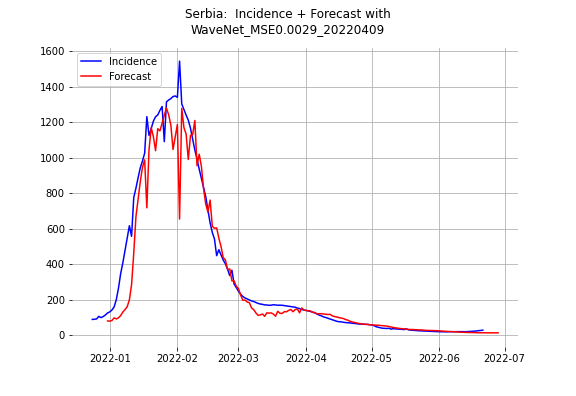 Serbia:  Incidence + Forecast with
WaveNet_MSE0.0029_20220409
Incidence
Forecast
1600
1400
1200
1000
800
600
400
200
0
2022-01 2022-02 2022-03 2022-04 2022-05 2022-06 2022-07